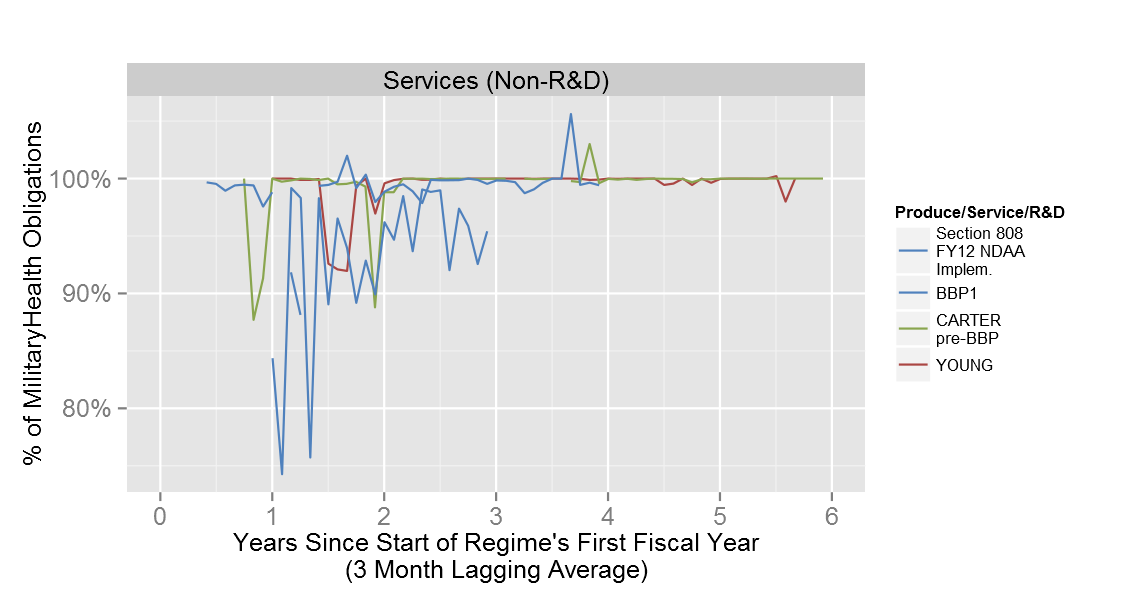 Services (Non-R&D)
% of MilitaryHealth Obligations
100%
90%
80%
0 1 2 3 4 5 6
Years Since Start of Regime's First Fiscal Year
(3 Month Lagging Average)
Produce/Service/R&D
Section 808
FY12 NDAA
Implem.
BBP1
CARTER
pre-BBP
YOUNG